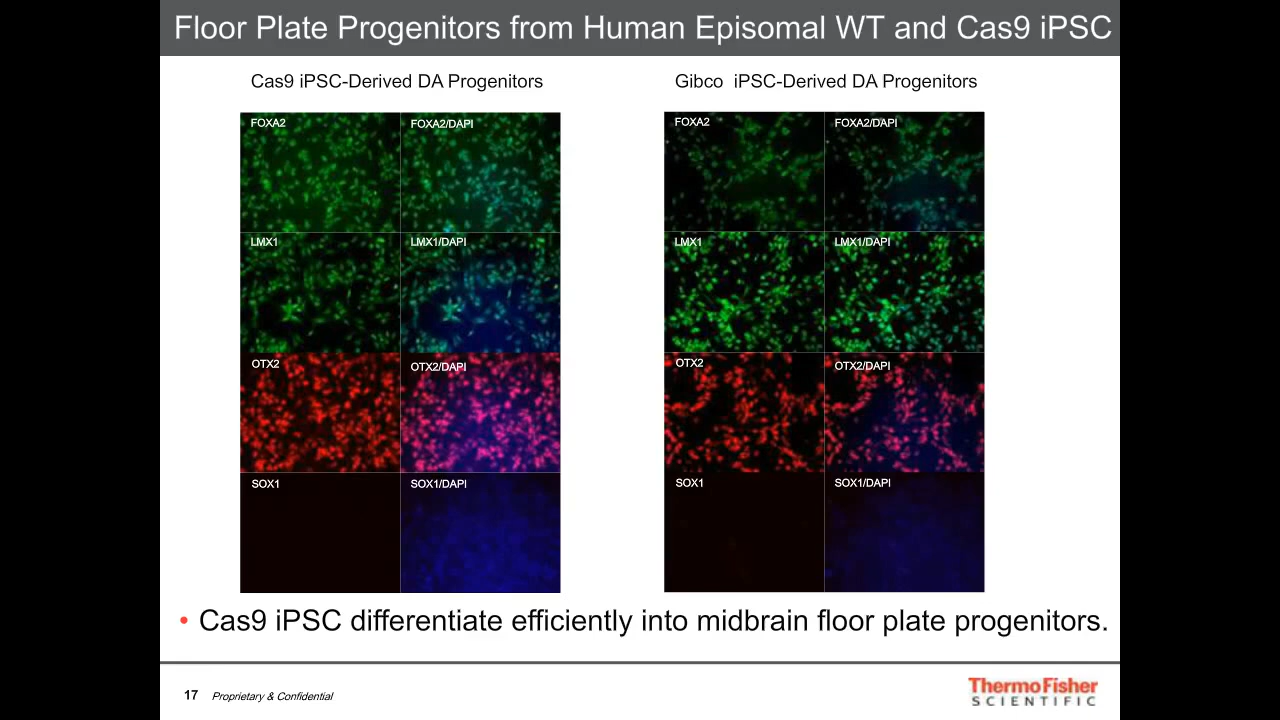 Floor Plate Progenitors from Human Episomal WT and Cas9 iPSC
Cas9 iPSC-Derived DA Progenitors
FOXA2
FOXA2/DAPI
LMX1
LMX1/DAPI
OTX2
OTX2/DAPI
SOX1
SOX1/DAPI
Gibco iPSC-Derived DA Progenitors
FOXA2
FOXA2/DAPI
LMX1
LMX1/DAPI
OTX2
OTX2/DAPI
SOX1
SOX1/DAPI
• Cas9 iPSC differentiate efficiently into midbrain floor plate progenitors.
17 Proprietary & Confidential
ThermoFisher
SCIENTIFIC